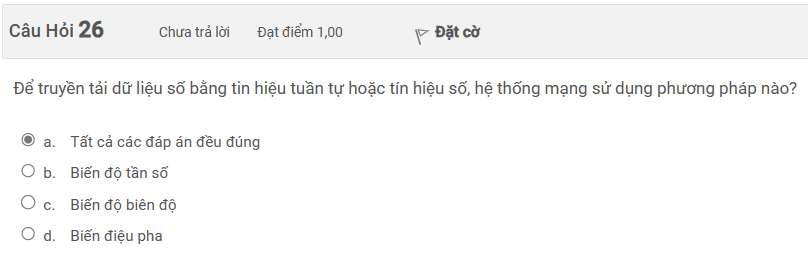 Câu Hỏi 26 Chưa trả lời Đạt điểm 1,00 Đặt cờ
Để truyền tải dữ liệu số bằng tin hiệu tuần tự hoặc tín hiệu số, hệ thống mạng sử dụng phương pháp nào?
a. Tất cả các đáp án đều đúng
b. Biến độ tần số
c. Biến độ biên độ
d. Biến điệu pha